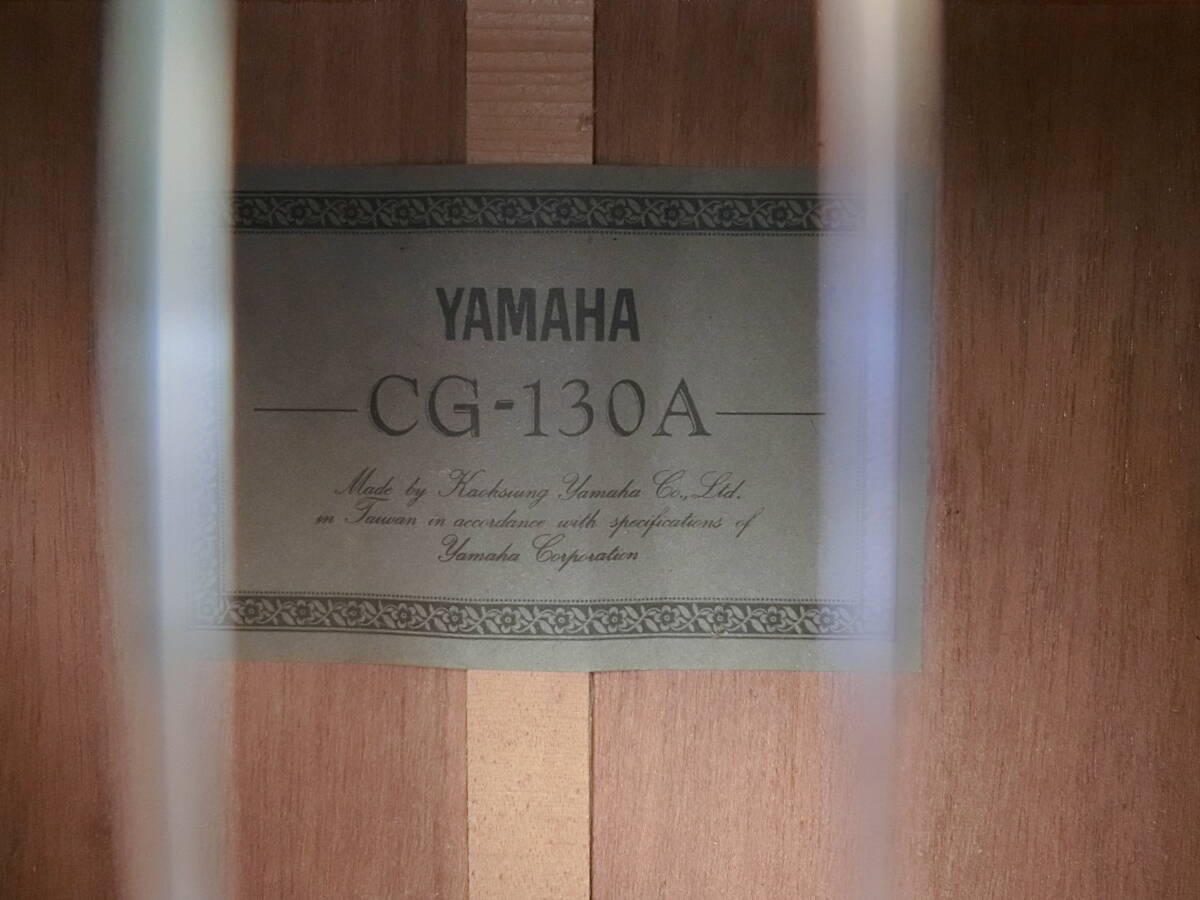 YAMAHA
CG-130A
Made by Kaohsiung Yamaha Co., Ltd.
in Taiwan in accordance with specifications of
Yamaha Corporation